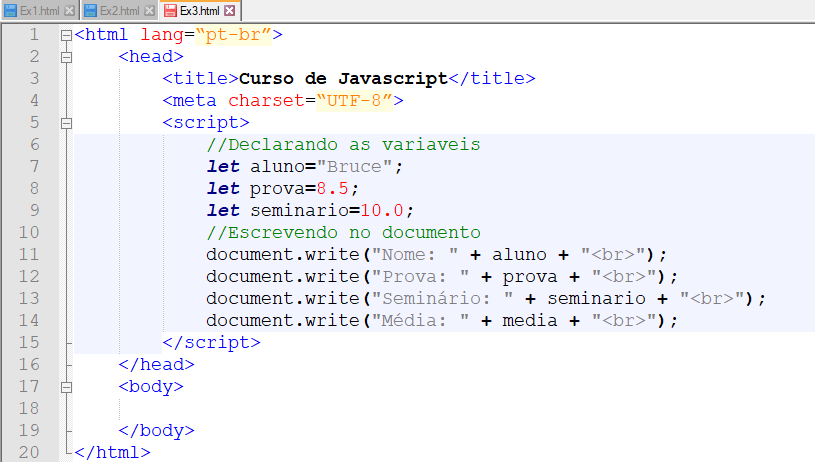 Ex1.html Ex2.html Ex3.html
1 <html lang=“pt-br”>
2 <head>
3 <title>Curso de Javascript</title>
4 <meta charset=“UTF-8”>
5 <script>
6 //Declarando as variaveis
7 let aluno="Bruce";
8 let prova=8.5;
9 let seminario=10.0;
10 //Escrevendo no documento
11 document.write("Nome: " + aluno + "<br>");
12 document.write("Prova: " + prova + "<br>");
13 document.write("Seminário: " + seminario + "<br>");
14 document.write("Média: " + media + "<br>");
15 </script>
16 </head>
17 <body>
18
19 </body>
20 </html>